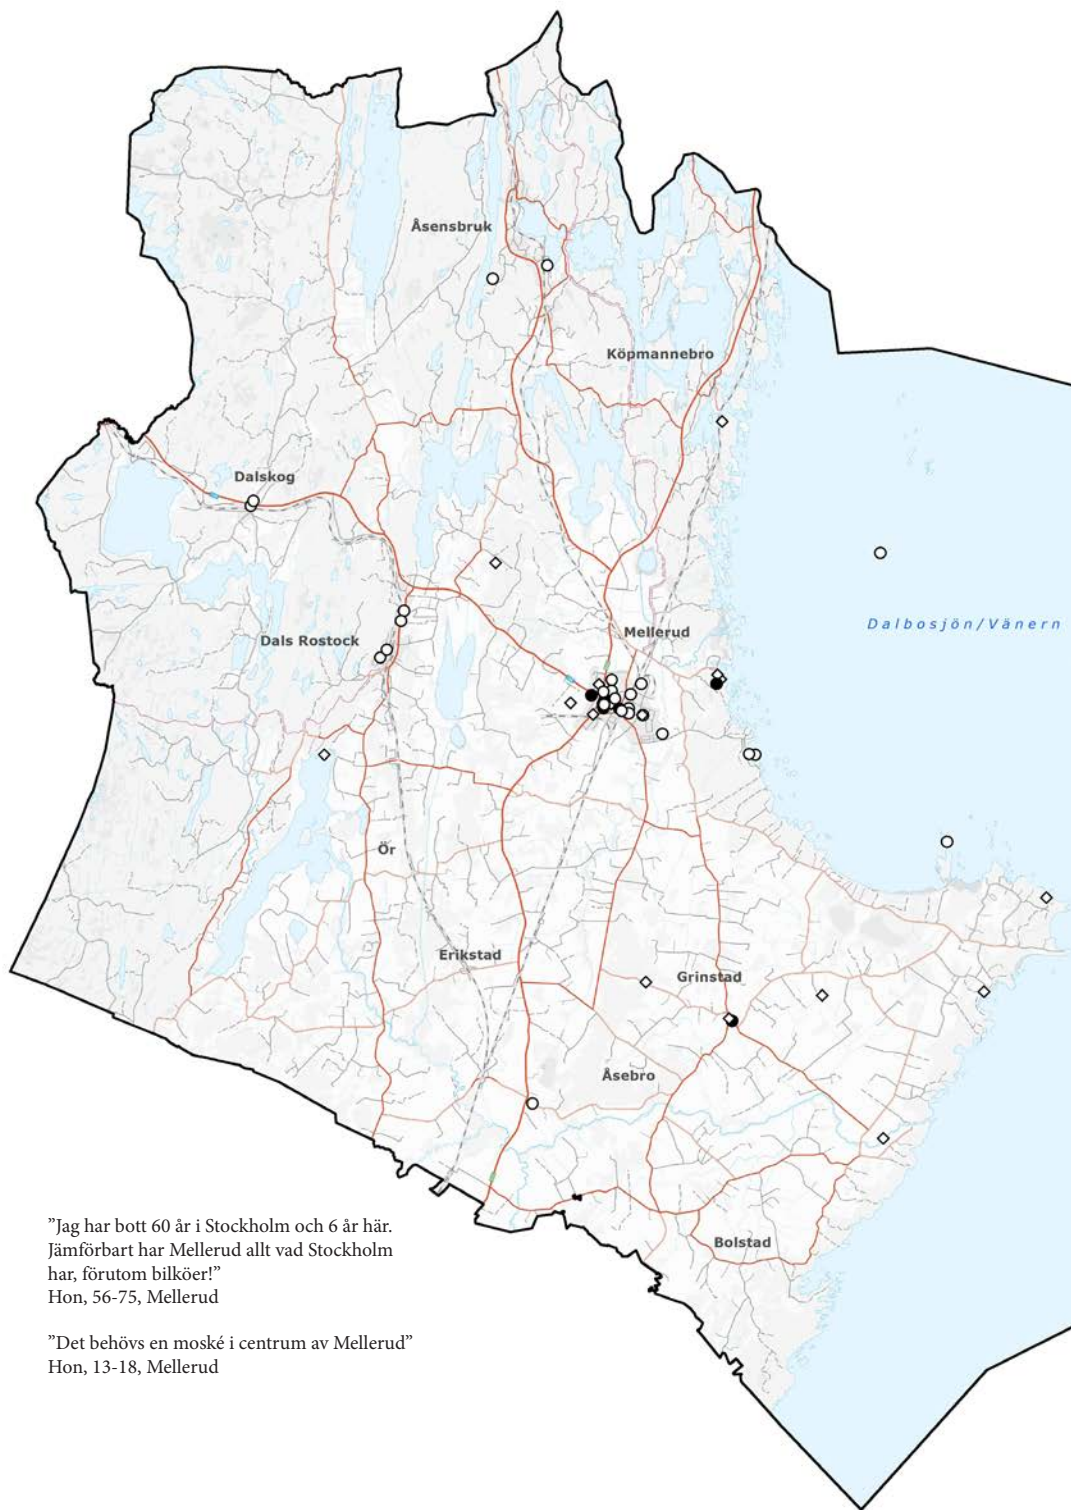 Åsensbruk
Köpmannebro
Dalskog
Dalbosjön/Vänern
Mellerud
Dals Rostock
Ör
Erikstad
Grinstad
Åsebro
Bolstad
”Jag har bott 60 år i Stockholm och 6 år här.
Jämförbart har Mellerud allt vad Stockholm
har, förutom bilköer!”
Hon, 56-75, Mellerud
”Det behövs en moské i centrum av Mellerud”
Hon, 13-18, Mellerud